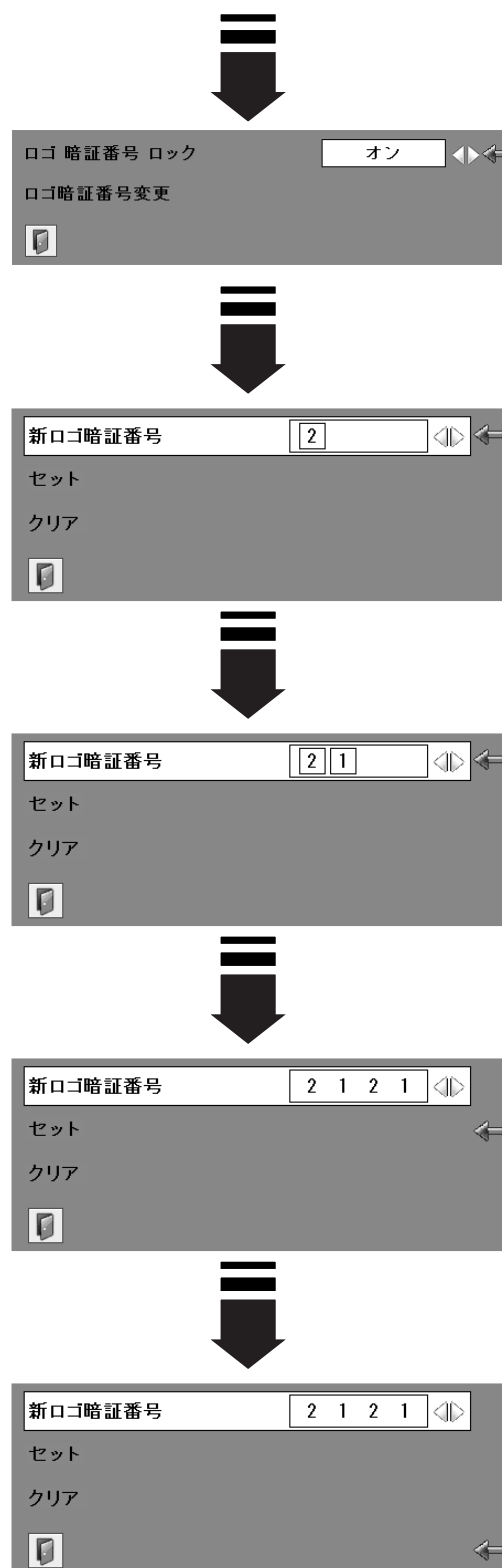 ロゴ 暗証番号 ロック オン
ロゴ暗証番号変更
新ロゴ暗証番号 2
セット
クリア
新ロゴ暗証番号 2 1
セット
クリア
新ロゴ暗証番号 2 1 2 1
セット
クリア
新ロゴ暗証番号 2 1 2 1
セット
クリア